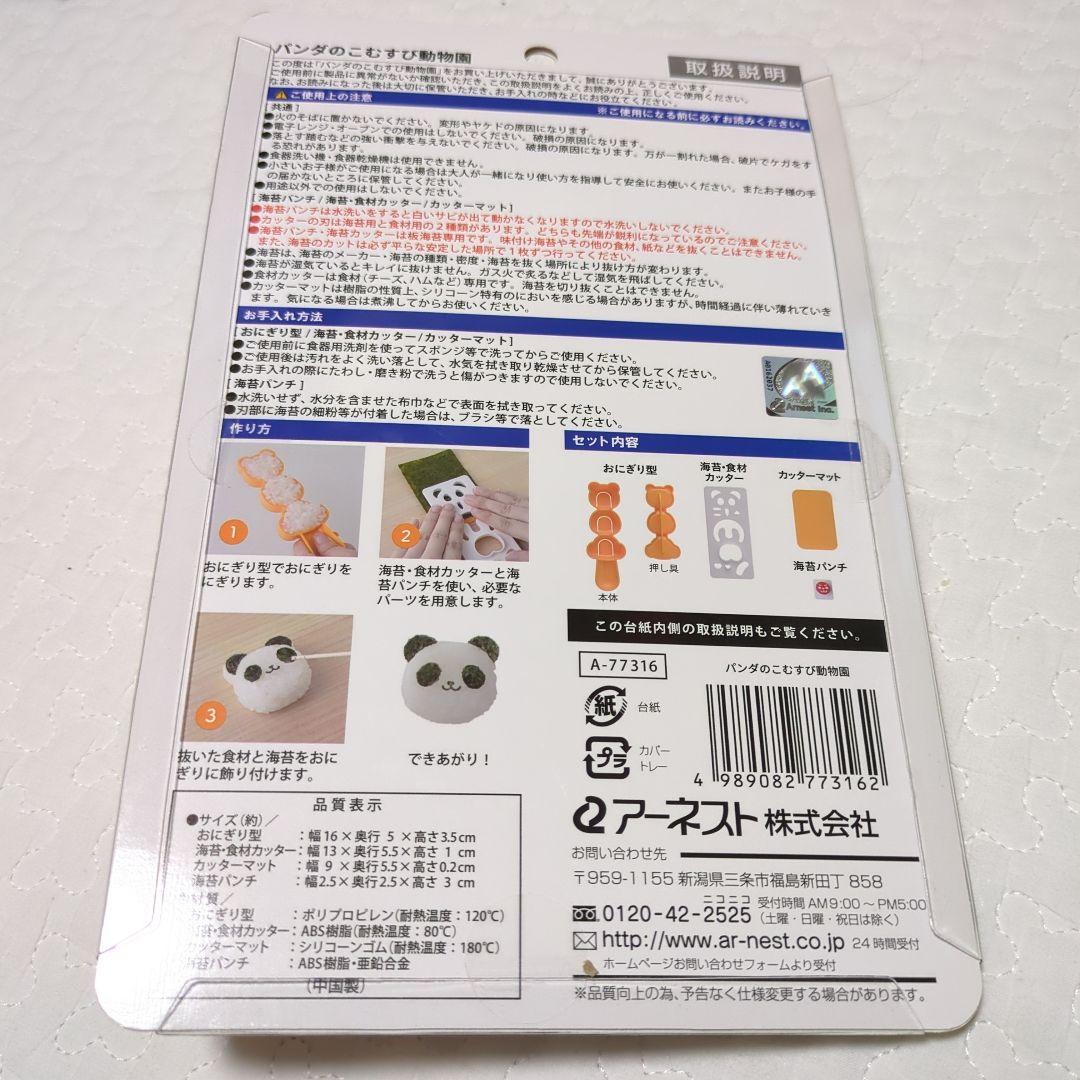 パンダのこむすび動物園
取扱説明
この度は「パンダのこむすび動物園」をお買い上げいただきまして、誠にありがとうございます。
ご使用前に製品に異常がないか確認いただき、この取扱説明をよくお読みの上、正しくご使用ください。
なお、お読みになった後は大切に保管いただき、お手入れの時などにお役立てください。
⚠ご使用上の注意
※ご使用になる前に必ずお読みください。
[共通]
●火のそばに置かないでください。変形やヤケドの原因になります。
●電子レンジ・オーブンでの使用はしないでください。破損の原因になります。
●落とす踏むなどの強い衝撃を与えないでください。破損の原因になります。万が一割れた場合、破片でケガをす
る恐れがあります。
●食器洗い機・食器乾燥機は使用できません。
●小さいお子様がご使用になる場合は大人が一緒になり使い方を指導して安全にお使いください。またお子様の手
の届かないところに保管してください。
●用途以外での使用はしないでください。
[海苔パンチ/海苔・食材カッター/カッターマット]
●海苔パンチは水洗いをすると白いサビが出て動かなくなりますので水洗いしないでください。
●カッターの刃は海苔用と食材用の2種類があります。どちらも先端が鋭利になっているのでご注意ください。
●海苔パンチ・海苔カッターは板海苔専用です。味付け海苔やその他の食材、紙などを抜くことはできません。
また、海苔のカットは必ず平らな安定した場所で1枚ずつ行ってください。
●海苔は、海苔のメーカー・海苔の種類・密度・海苔を抜く場所により抜け方が変わります。
●海苔が湿気ているとキレイに抜けません。ガス火で炙るなどして湿気を飛ばしてください。
●食材カッターは食材(チーズ、ハムなど)専用です。海苔を切り抜くことはできません。
●カッターマットは樹脂の性質上、シリコーン特有のにおいを感じる場合がありますが、時間経過に伴い薄れていき
ます。気になる場合は煮沸してからお使いください。
お手入れ方法
[おにぎり型/海苔・食材カッター/カッターマット]
●ご使用前に食器用洗剤を使ってスポンジ等で洗ってからご使用ください。
●ご使用後は汚れをよく洗い落として、水気を拭き取り乾燥させてから保管してください。
●お手入れの際にたわし・磨き粉で洗うと傷がつきますので使用しないでください。
[海苔パンチ]
●水洗いせず、水分を含ませた布巾などで表面を拭き取ってください。
●刃部に海苔の細粉等が付着した場合は、ブラシ等で落としてください。
Arnest Inc.
作り方
1
おにぎり型でおにぎりを
にぎります。
2
海苔・食材カッターと海
苔パンチを使い、必要な
パーツを用意します。
3
抜いた食材と海苔をおに
ぎりに飾り付けます。
できあがり!
セット内容
おにぎり型
海苔・食材
カッター
カッターマット
押し具
本体
海苔パンチ
この台紙内側の取扱説明もご覧ください。
A-77316
パンダのこむすび動物園
紙
台紙
プラ
カバー
トレー
4 989082 773162
アーネスト株式会社
お問い合わせ先
〒959-1155 新潟県三条市福島新田丁858
ニコニコ
0120-42-2525
受付時間 AM9:00~PM5:00
(土曜・日曜・祝日は除く)
http://www.ar-nest.co.jp 24時間受付
ホームページお問い合わせフォームより受付
※品質向上の為、予告なく仕様変更する場合があります。
品質表示
●サイズ(約)/
おにぎり型 :幅16×奥行 5 ×高さ3.5cm
海苔・食材カッター:幅13×奥行5.5×高さ 1 cm
カッターマット :幅 9 ×奥行5.5×高さ0.2cm
海苔パンチ :幅2.5×奥行2.5×高さ 3 cm
材質/
おにぎり型 :ポリプロピレン(耐熱温度:120℃)
海苔・食材カッター:ABS樹脂(耐熱温度:80℃)
カッターマット :シリコーンゴム(耐熱温度:180℃)
海苔パンチ :ABS樹脂・亜鉛合金
(中国製)